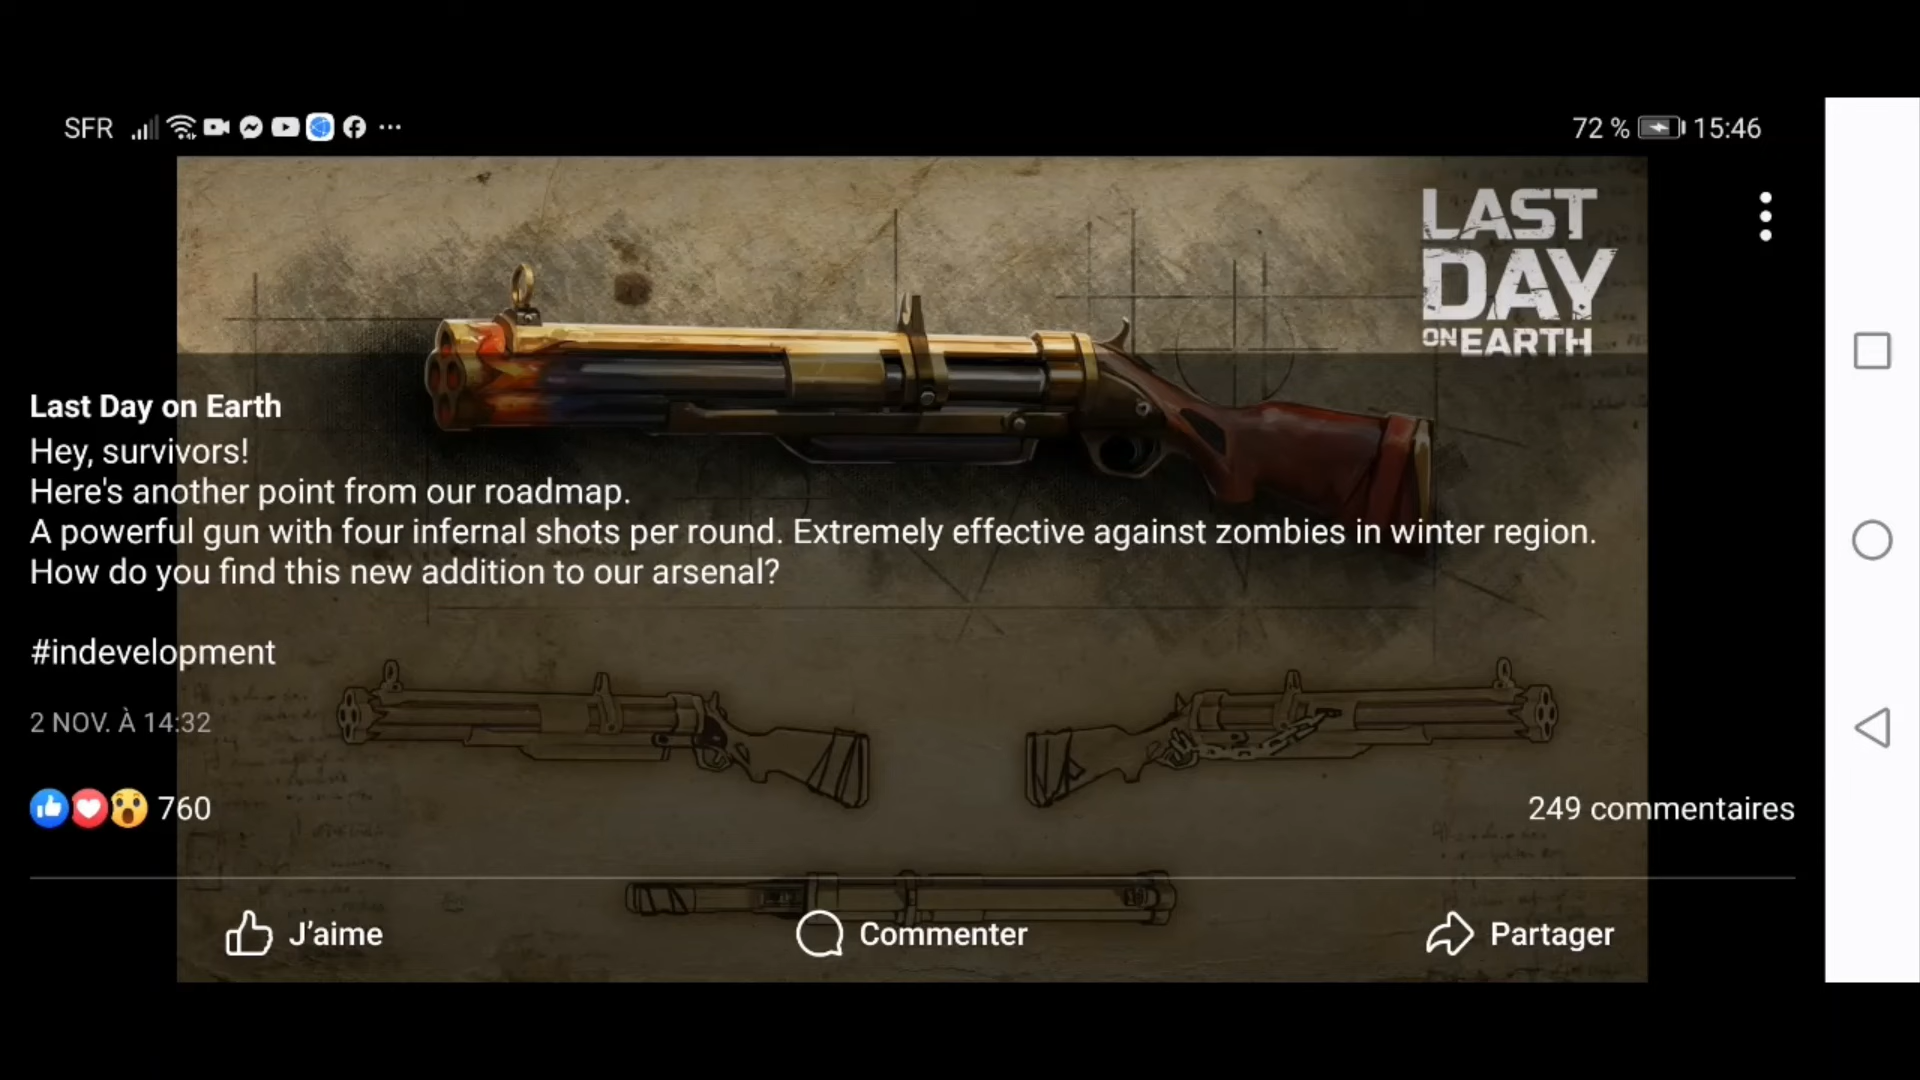 SFR
72 % 15:46
LAST
DAY
ON EARTH
Last Day on Earth
Hey, survivors!
Here's another point from our roadmap.
A powerful gun with four infernal shots per round. Extremely effective against zombies in winter region.
How do you find this new addition to our arsenal?
#indevelopment
2 NOV. À 14:32
760
249 commentaires
J'aime
Commenter
Partager